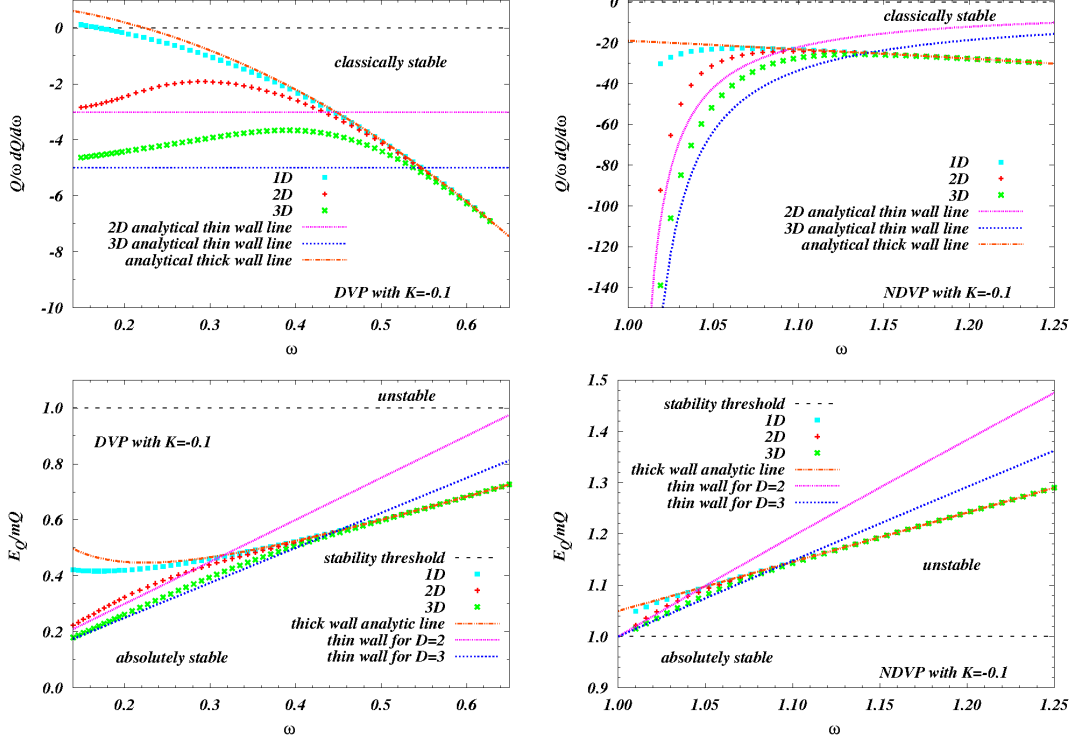 0
-2
-4
-6
-8
-10
Q/ω dQ/dω
classically stable
1D
2D
3D
2D analytical thin wall line
3D analytical thin wall line
analytical thick wall line
DVP with K=-0.1
0.2
0.3
0.4
0.5
0.6
ω
0
-20
-40
-60
-80
-100
-120
-140
Q/ω dQ/dω
classically stable
1D
2D
3D
2D analytical thin wall line
3D analytical thin wall line
analytical thick wall line
NDVP with K=-0.1
1.00
1.05
1.10
1.15
1.20
1.25
ω
1.0
0.8
0.6
0.4
0.2
0.0
E_Q/mQ
unstable
DVP with K=-0.1
stability threshold
1D
2D
3D
thick wall analytic line
thin wall for D=2
thin wall for D=3
absolutely stable
0.2
0.3
0.4
0.5
0.6
ω
1.5
1.4
1.3
1.2
1.1
1.0
0.9
E_Q/mQ
stability threshold
1D
2D
3D
thick wall analytic line
thin wall for D=2
thin wall for D=3
unstable
absolutely stable
NDVP with K=-0.1
1.00
1.05
1.10
1.15
1.20
1.25
ω